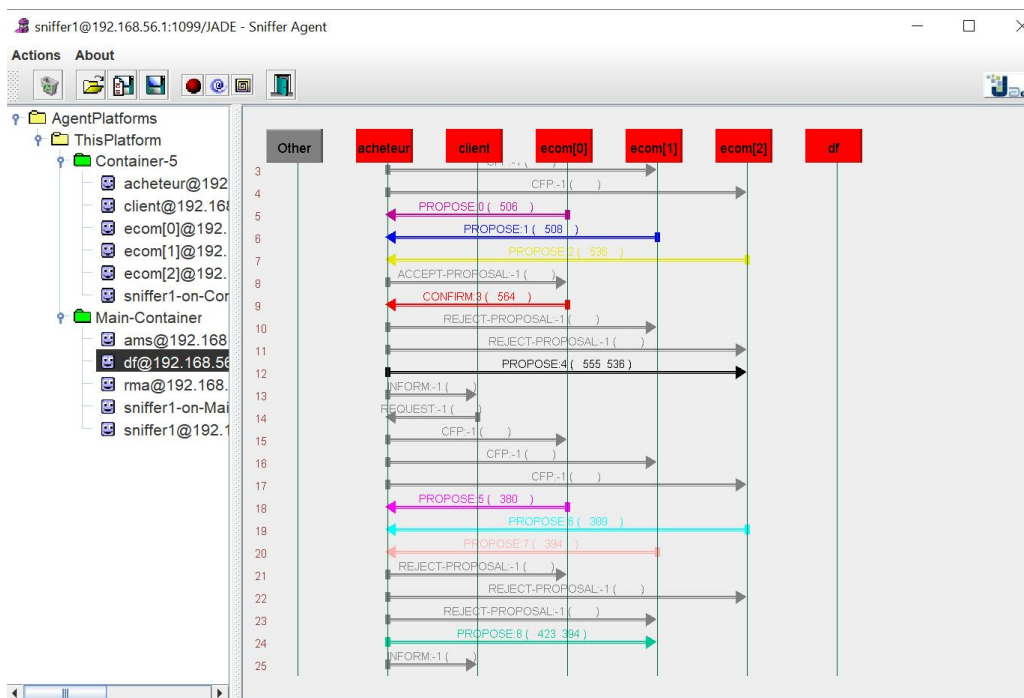 sniffer1@192.168.56.1:1099/JADE - Sniffer Agent
Actions About
AgentPlatforms
ThisPlatform
Container-5
acheteur@192
client@192.168
ecom[0]@192.
ecom[1]@192.
ecom[2]@192.
sniffer1-on-Cor
Main-Container
ams@192.168
df@192.168.56
rma@192.168.
sniffer1-on-Mai
sniffer1@192.1
Other acheteur client ecom[0] ecom[1] ecom[2] df
3 CFP:-1 ( )
4 CFP:-1 ( )
5 PROPOSE:0 ( 506 )
6 PROPOSE:1 ( 508 )
7 PROPOSE:2 ( 536 )
8 ACCEPT-PROPOSAL:-1 ( )
9 CONFIRM:3 ( 564 )
10 REJECT-PROPOSAL:-1 ( )
11 REJECT-PROPOSAL:-1 ( )
12 PROPOSE:4 ( 555 536 )
13 INFORM:-1 ( )
14 REQUEST:-1 ( )
15 CFP:-1 ( )
16 CFP:-1 ( )
17 CFP:-1 ( )
18 PROPOSE:5 ( 380 )
19 PROPOSE:6 ( 389 )
20 PROPOSE:7 ( 394 )
21 REJECT-PROPOSAL:-1 ( )
22 REJECT-PROPOSAL:-1 ( )
23 REJECT-PROPOSAL:-1 ( )
24 PROPOSE:8 ( 423 394 )
25 INFORM:-1 ( )